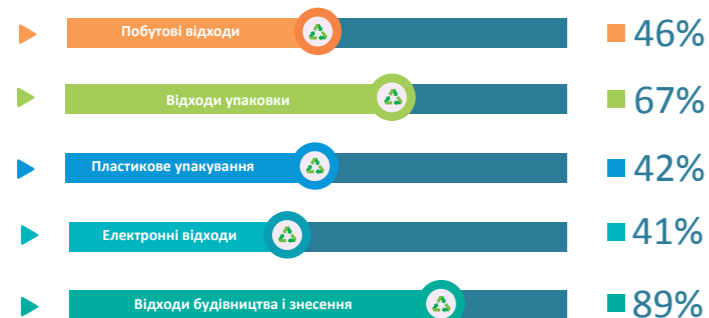 Побутові відходи 46%
Відходи упаковки 67%
Пластикове упакування 42%
Електронні відходи 41%
Відходи будівництва і знесення 89%